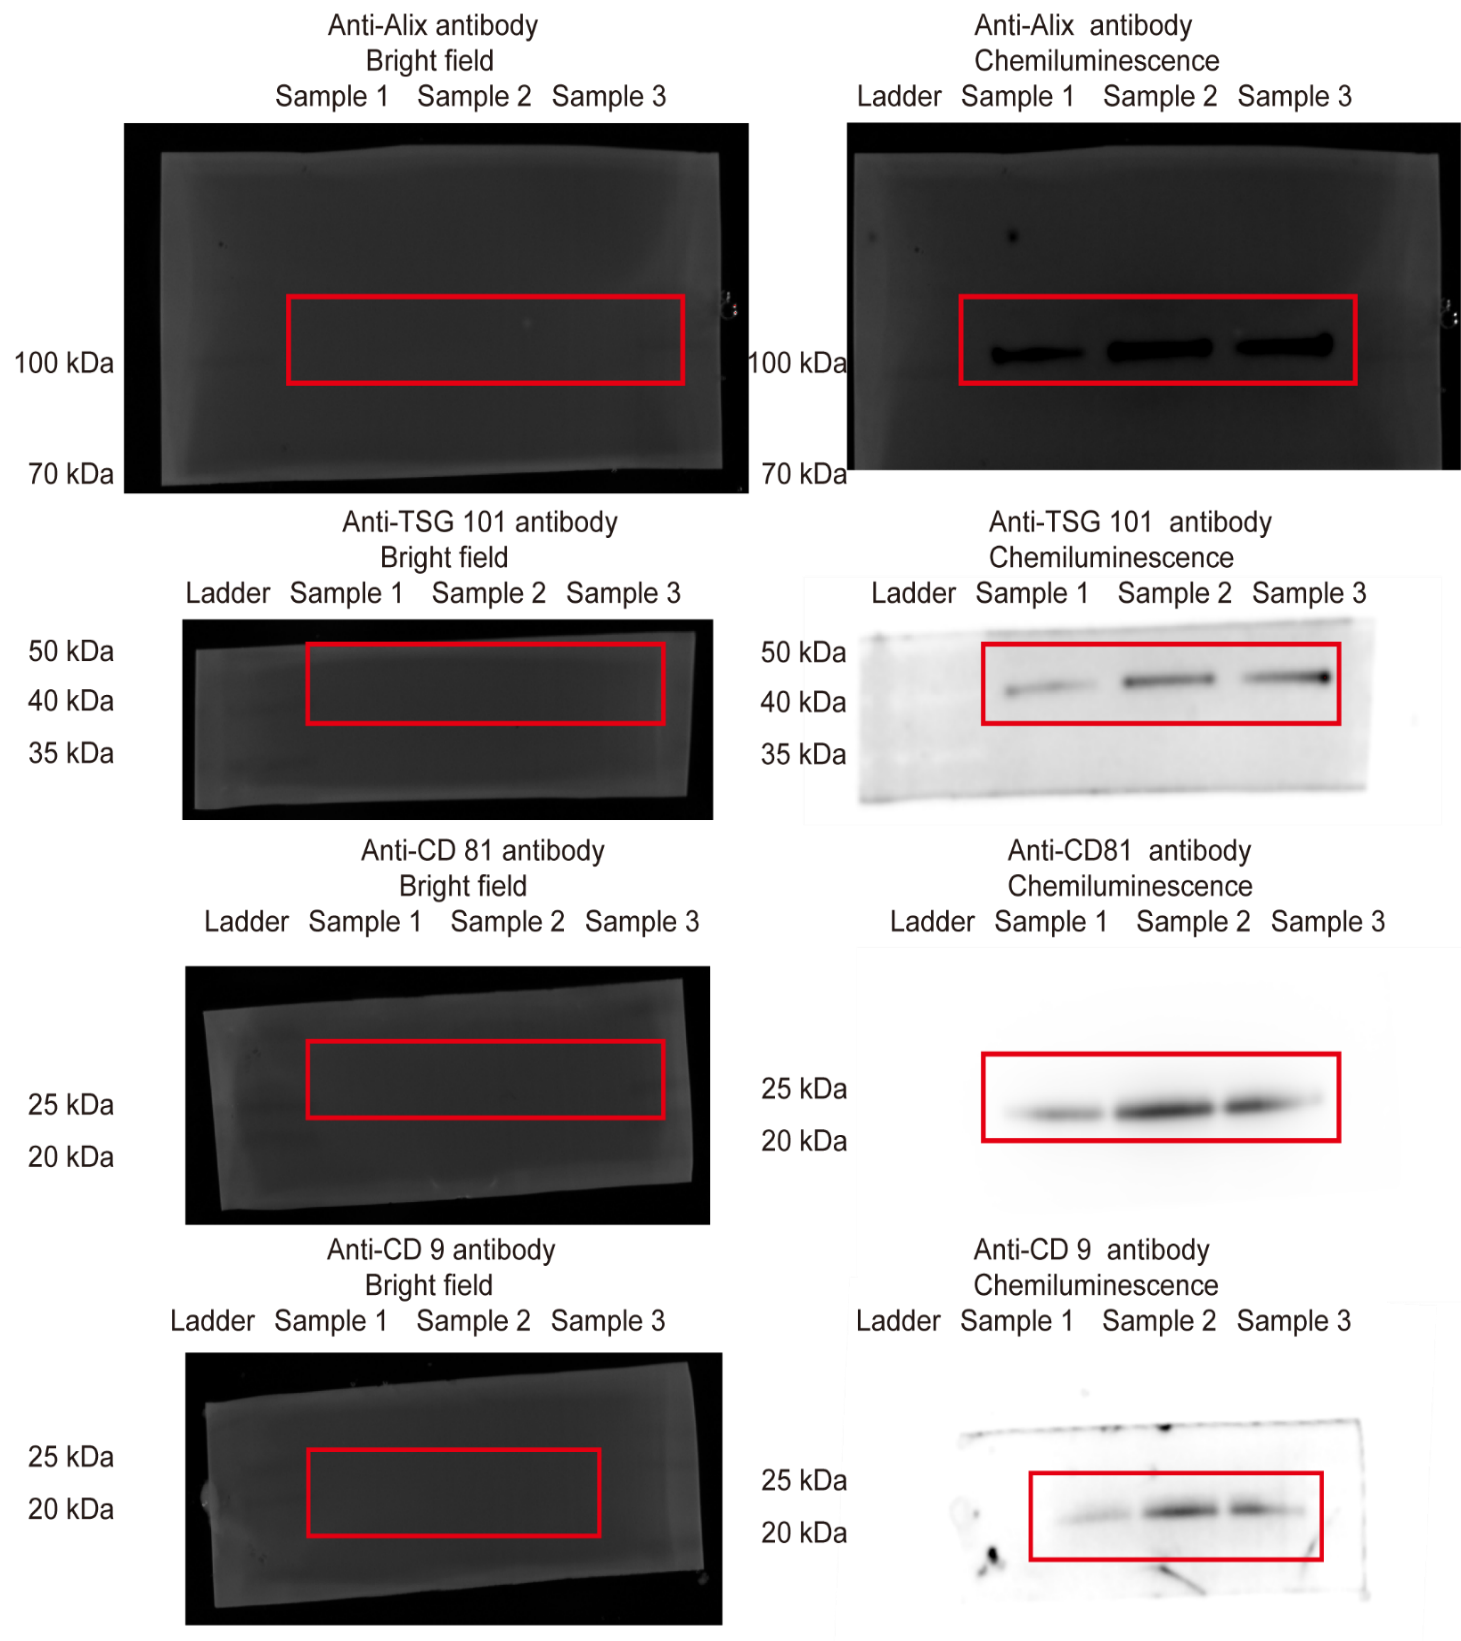 Anti-Alix antibody
Bright field
Sample 1 Sample 2 Sample 3
100 kDa
70 kDa
Anti-Alix antibody
Chemiluminescence
Ladder Sample 1 Sample 2 Sample 3
100 kDa
70 kDa
Anti-TSG 101 antibody
Bright field
Ladder Sample 1 Sample 2 Sample 3
50 kDa
40 kDa
35 kDa
Anti-TSG 101 antibody
Chemiluminescence
Ladder Sample 1 Sample 2 Sample 3
50 kDa
40 kDa
35 kDa
Anti-CD 81 antibody
Bright field
Ladder Sample 1 Sample 2 Sample 3
25 kDa
20 kDa
Anti-CD81 antibody
Chemiluminescence
Ladder Sample 1 Sample 2 Sample 3
25 kDa
20 kDa
Anti-CD 9 antibody
Bright field
Ladder Sample 1 Sample 2 Sample 3
25 kDa
20 kDa
Anti-CD 9 antibody
Chemiluminescence
Ladder Sample 1 Sample 2 Sample 3
25 kDa
20 kDa